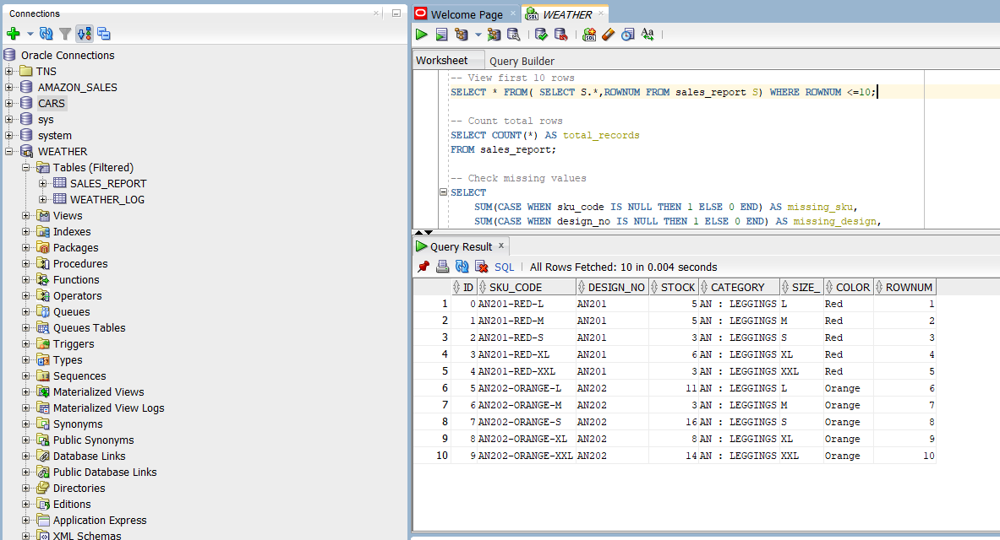 Connections
Oracle Connections
TNS
AMAZON_SALES
CARS
sys
system
WEATHER
Tables (Filtered)
SALES_REPORT
WEATHER_LOG
Views
Indexes
Packages
Procedures
Functions
Operators
Queues
Queues Tables
Triggers
Types
Sequences
Materialized Views
Materialized View Logs
Synonyms
Public Synonyms
Database Links
Public Database Links
Directories
Editions
Application Express
XML Schemas
Welcome Page WEATHER
Worksheet Query Builder
-- View first 10 rows
SELECT * FROM( SELECT S.*,ROWNUM FROM sales_report S) WHERE ROWNUM <=10;
-- Count total rows
SELECT COUNT(*) AS total_records
FROM sales_report;
-- Check missing values
SELECT
SUM(CASE WHEN sku_code IS NULL THEN 1 ELSE 0 END) AS missing_sku,
SUM(CASE WHEN design_no IS NULL THEN 1 ELSE 0 END) AS missing_design,
Query Result
SQL | All Rows Fetched: 10 in 0.004 seconds
ID SKU_CODE DESIGN_NO STOCK CATEGORY SIZE_ COLOR ROWNUM
1 0 AN201-RED-L AN201 5 AN : LEGGINGS L Red 1
2 1 AN201-RED-M AN201 5 AN : LEGGINGS M Red 2
3 2 AN201-RED-S AN201 3 AN : LEGGINGS S Red 3
4 3 AN201-RED-XL AN201 6 AN : LEGGINGS XL Red 4
5 4 AN201-RED-XXL AN201 3 AN : LEGGINGS XXL Red 5
6 5 AN202-ORANGE-L AN202 11 AN : LEGGINGS L Orange 6
7 6 AN202-ORANGE-M AN202 3 AN : LEGGINGS M Orange 7
8 7 AN202-ORANGE-S AN202 16 AN : LEGGINGS S Orange 8
9 8 AN202-ORANGE-XL AN202 8 AN : LEGGINGS XL Orange 9
10 9 AN202-ORANGE-XXL AN202 14 AN : LEGGINGS XXL Orange 10